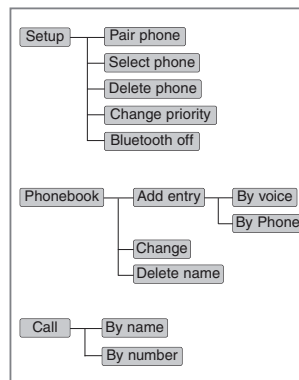 Setup Pair phone
Select phone
Delete phone
Change priority
Bluetooth off
Phonebook Add entry By voice
By Phone
Change
Delete name
Call By name
By number